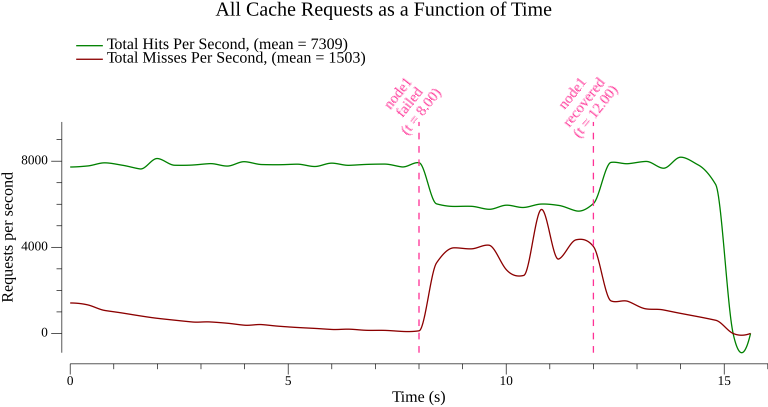 All Cache Requests as a Function of Time
Total Hits Per Second, (mean = 7309)
Total Misses Per Second, (mean = 1503)
node1
failed
(t = 8.00)
node1
recovered
(t = 12.00)
Requests per second
8000
4000
0
0
5
10
15
Time (s)